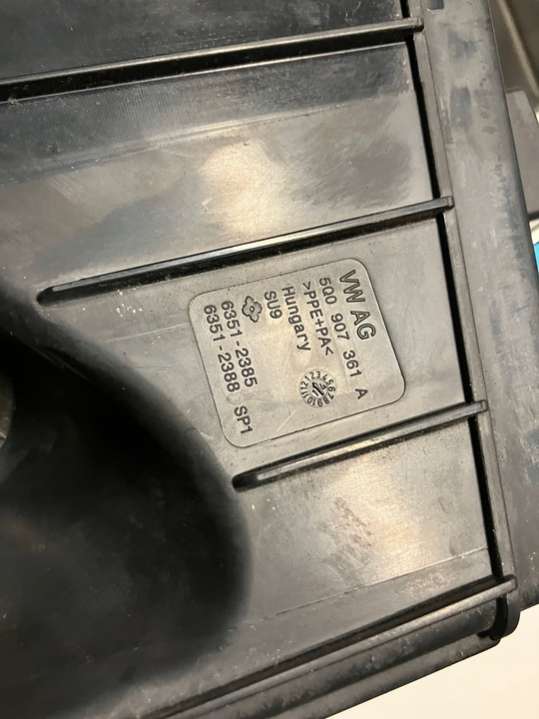 VW AG
5Q0 907 361 A
>PPE+PA<
Hungary
SU9
6351-2385
6351-2388 SP1